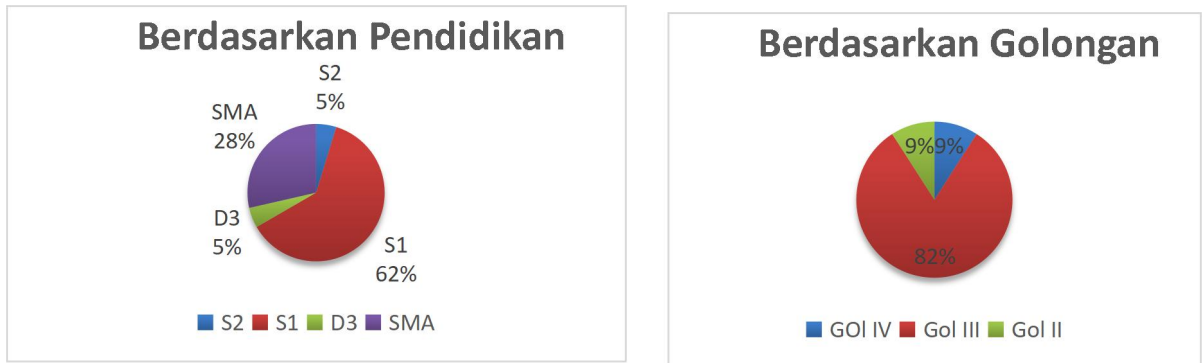 Berdasarkan Pendidikan
S2
5%
SMA
28%
D3
5%
S1
62%
S2 S1 D3 SMA
Berdasarkan Golongan
9% 9%
82%
GOl IV Gol III Gol II